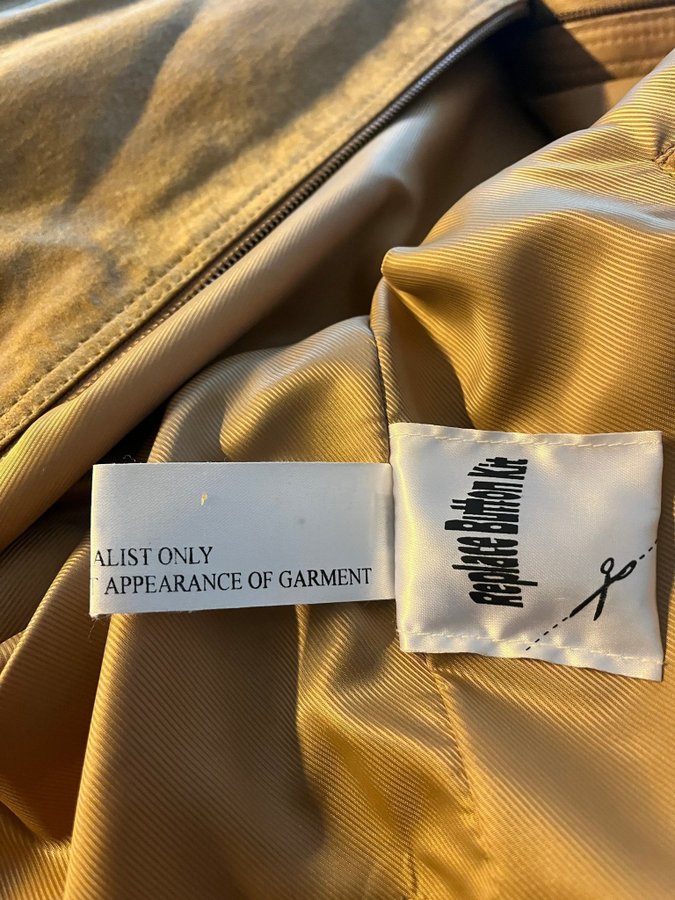 ALIST ONLY
APPEARANCE OF GARMENT
Replace Button Kit